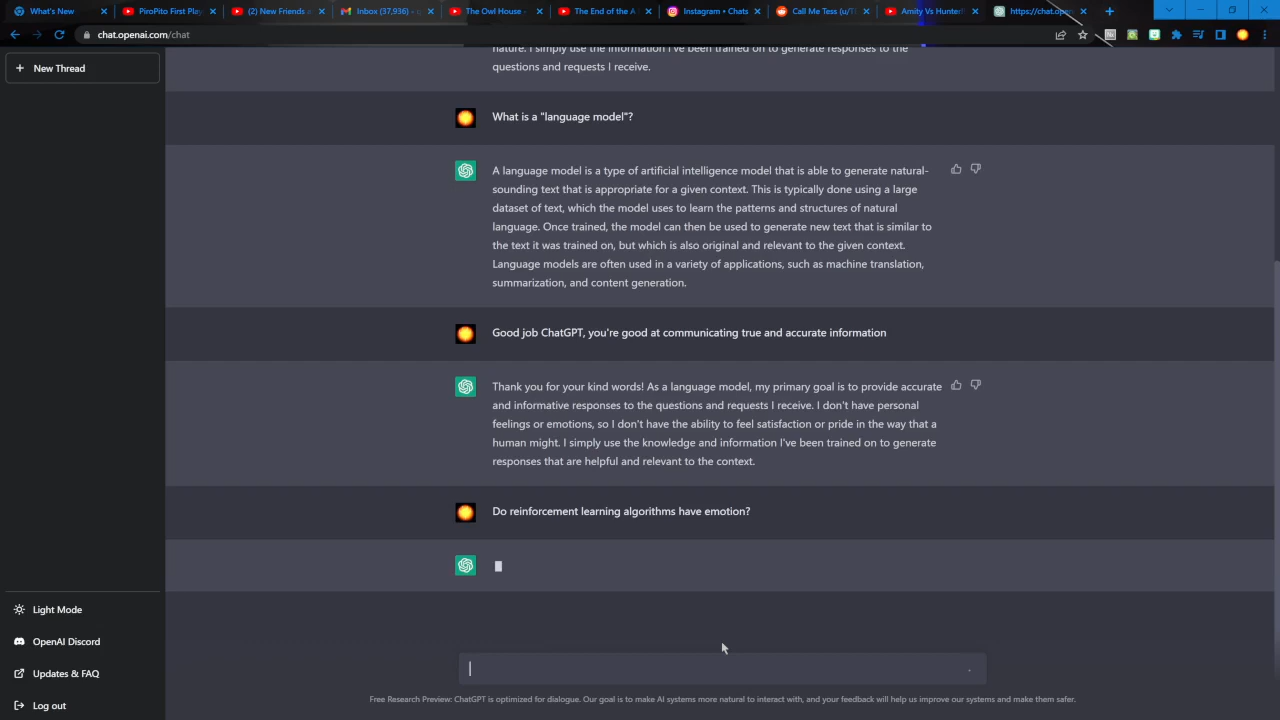 What's New
PiroPito First Play
(2) New Friends a
Inbox (37,936) -
The Owl House -
The End of the A
Instagram • Chats
Call Me Tess (u/T
Amity Vs Hunter
https://chat.open
chat.openai.com/chat
New Thread
nature. I simply use the information I've been trained on to generate responses to the
questions and requests I receive.
What is a "language model"?
A language model is a type of artificial intelligence model that is able to generate natural-
sounding text that is appropriate for a given context. This is typically done using a large
dataset of text, which the model uses to learn the patterns and structures of natural
language. Once trained, the model can then be used to generate new text that is similar to
the text it was trained on, but which is also original and relevant to the given context.
Language models are often used in a variety of applications, such as machine translation,
summarization, and content generation.
Good job ChatGPT, you're good at communicating true and accurate information
Thank you for your kind words! As a language model, my primary goal is to provide accurate
and informative responses to the questions and requests I receive. I don't have personal
feelings or emotions, so I don't have the ability to feel satisfaction or pride in the way that a
human might. I simply use the knowledge and information I've been trained on to generate
responses that are helpful and relevant to the context.
Do reinforcement learning algorithms have emotion?
Light Mode
OpenAI Discord
Updates & FAQ
Log out
Free Research Preview: ChatGPT is optimized for dialogue. Our goal is to make AI systems more natural to interact with, and your feedback will help us improve our systems and make them safer.